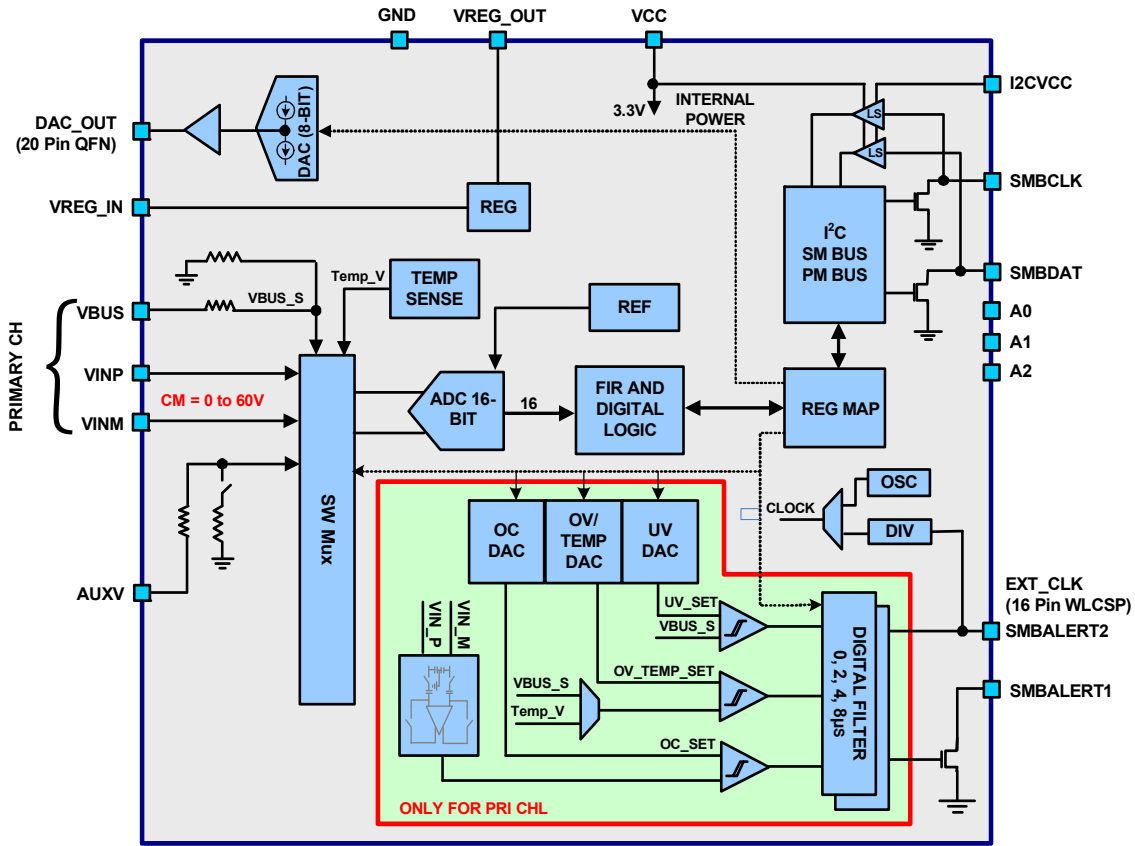 GND
VREG_OUT
VCC
I2CVCC
3.3V
INTERNAL
POWER
LS
LS
DAC_OUT
(20 Pin QFN)
DAC (8-BIT)
SMBCLK
VREG_IN
REG
I²C
SM BUS
PM BUS
SMBDAT
Temp_V
TEMP
SENSE
REF
VBUS_S
PRIMARY CH
VBUS
VINP
VINM
CM = 0 to 60V
A0
A1
A2
ADC 16-
BIT
16
FIR AND
DIGITAL
LOGIC
REG MAP
SW Mux
OSC
CLOCK
DIV
OC
DAC
OV/
TEMP
DAC
UV
DAC
AUXV
EXT_CLK
(16 Pin WLCSP)
SMBALERT2
UV_SET
VBUS_S
VIN_P
VIN_M
OV_TEMP_SET
VBUS_S
Temp_V
OC_SET
DIGITAL FILTER
0, 2, 4, 8µs
SMBALERT1
ONLY FOR PRI CHL